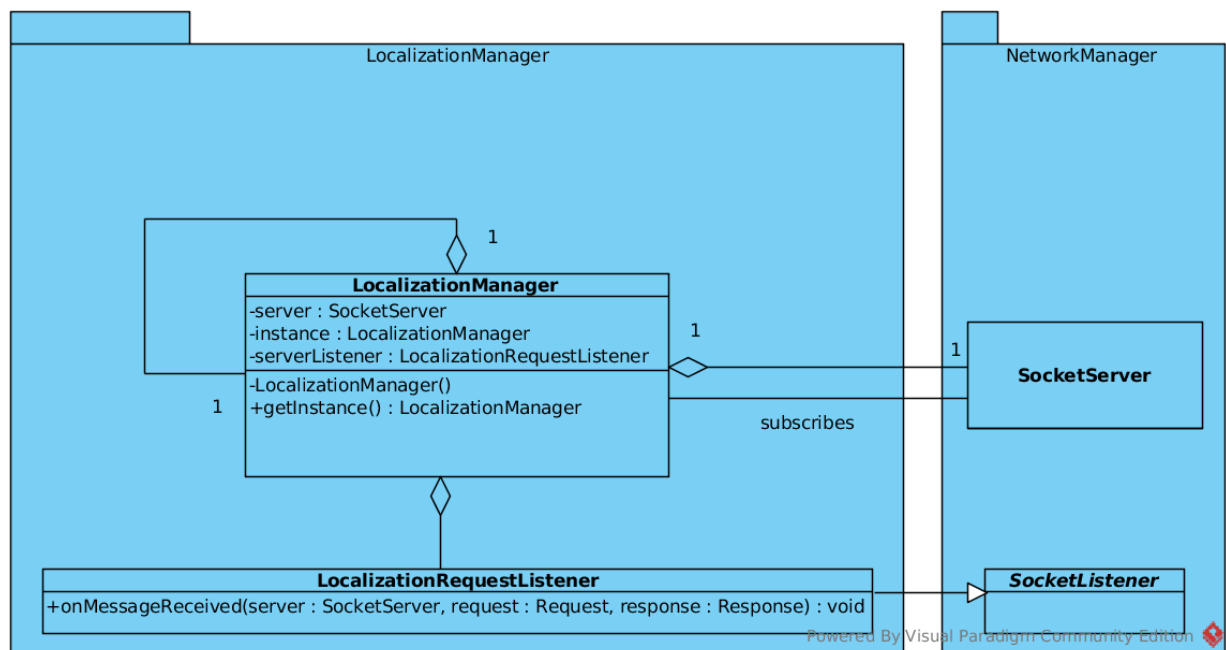 LocalizationManager
NetworkManager
1
LocalizationManager
-server : SocketServer
-instance : LocalizationManager
-serverListener : LocalizationRequestListener
-LocalizationManager()
+getInstance() : LocalizationManager
1
1
1
SocketServer
subscribes
LocalizationRequestListener
+onMessageReceived(server : SocketServer, request : Request, response : Response) : void
SocketListener
Powered By Visual Paradigm Community Edition